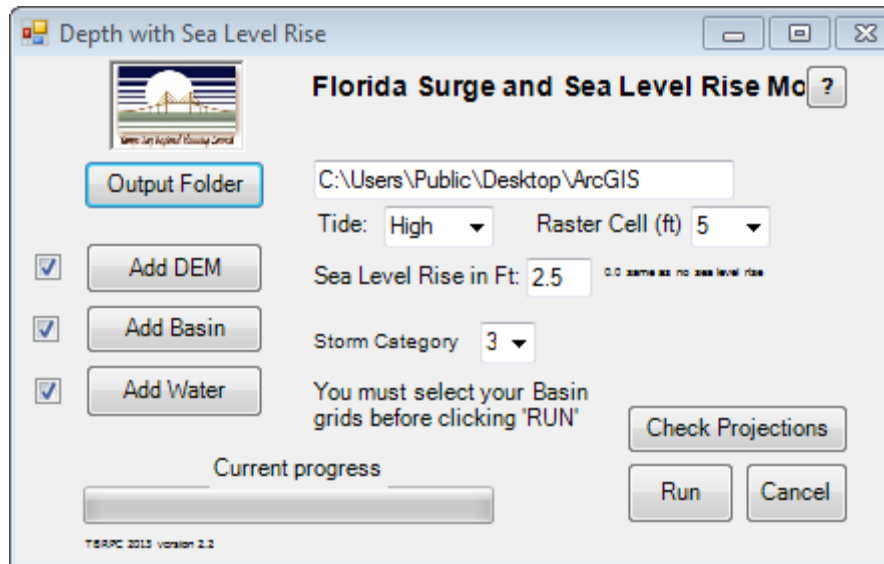 Depth with Sea Level Rise
Florida Surge and Sea Level Rise Mo ?
Output Folder
C:\Users\Public\Desktop\ArcGIS
Tide: High
Raster Cell (ft) 5
Add DEM
Sea Level Rise in Ft: 2.5
0.0 same as no sea level rise
Add Basin
Storm Category 3
Add Water
You must select your Basin
grids before clicking 'RUN'
Check Projections
Current progress
Run
Cancel
TBRPC 2013 version 2.2